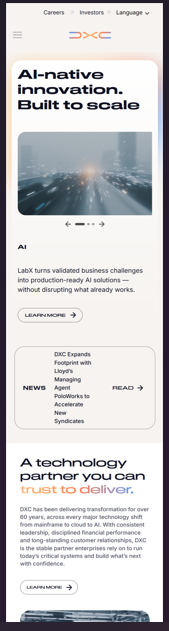 Careers
Investors
Language
DXC
AI-native
innovation.
Built to scale
AI
LabX turns validated business challenges
into production-ready AI solutions —
without disrupting what already works.
LEARN MORE
NEWS
DXC Expands
Footprint with
Lloyd's
Managing
Agent
PoloWorks to
Accelerate
New
Syndicates
READ
A technology
partner you can
trust to deliver.
DXC has been delivering transformation for over
60 years, across every major technology shift
from mainframe to cloud to AI. With consistent
leadership, disciplined financial performance
and long-standing customer relationships, DXC
is the stable partner enterprises rely on to run
today's critical systems and build what's next
with confidence.
LEARN MORE